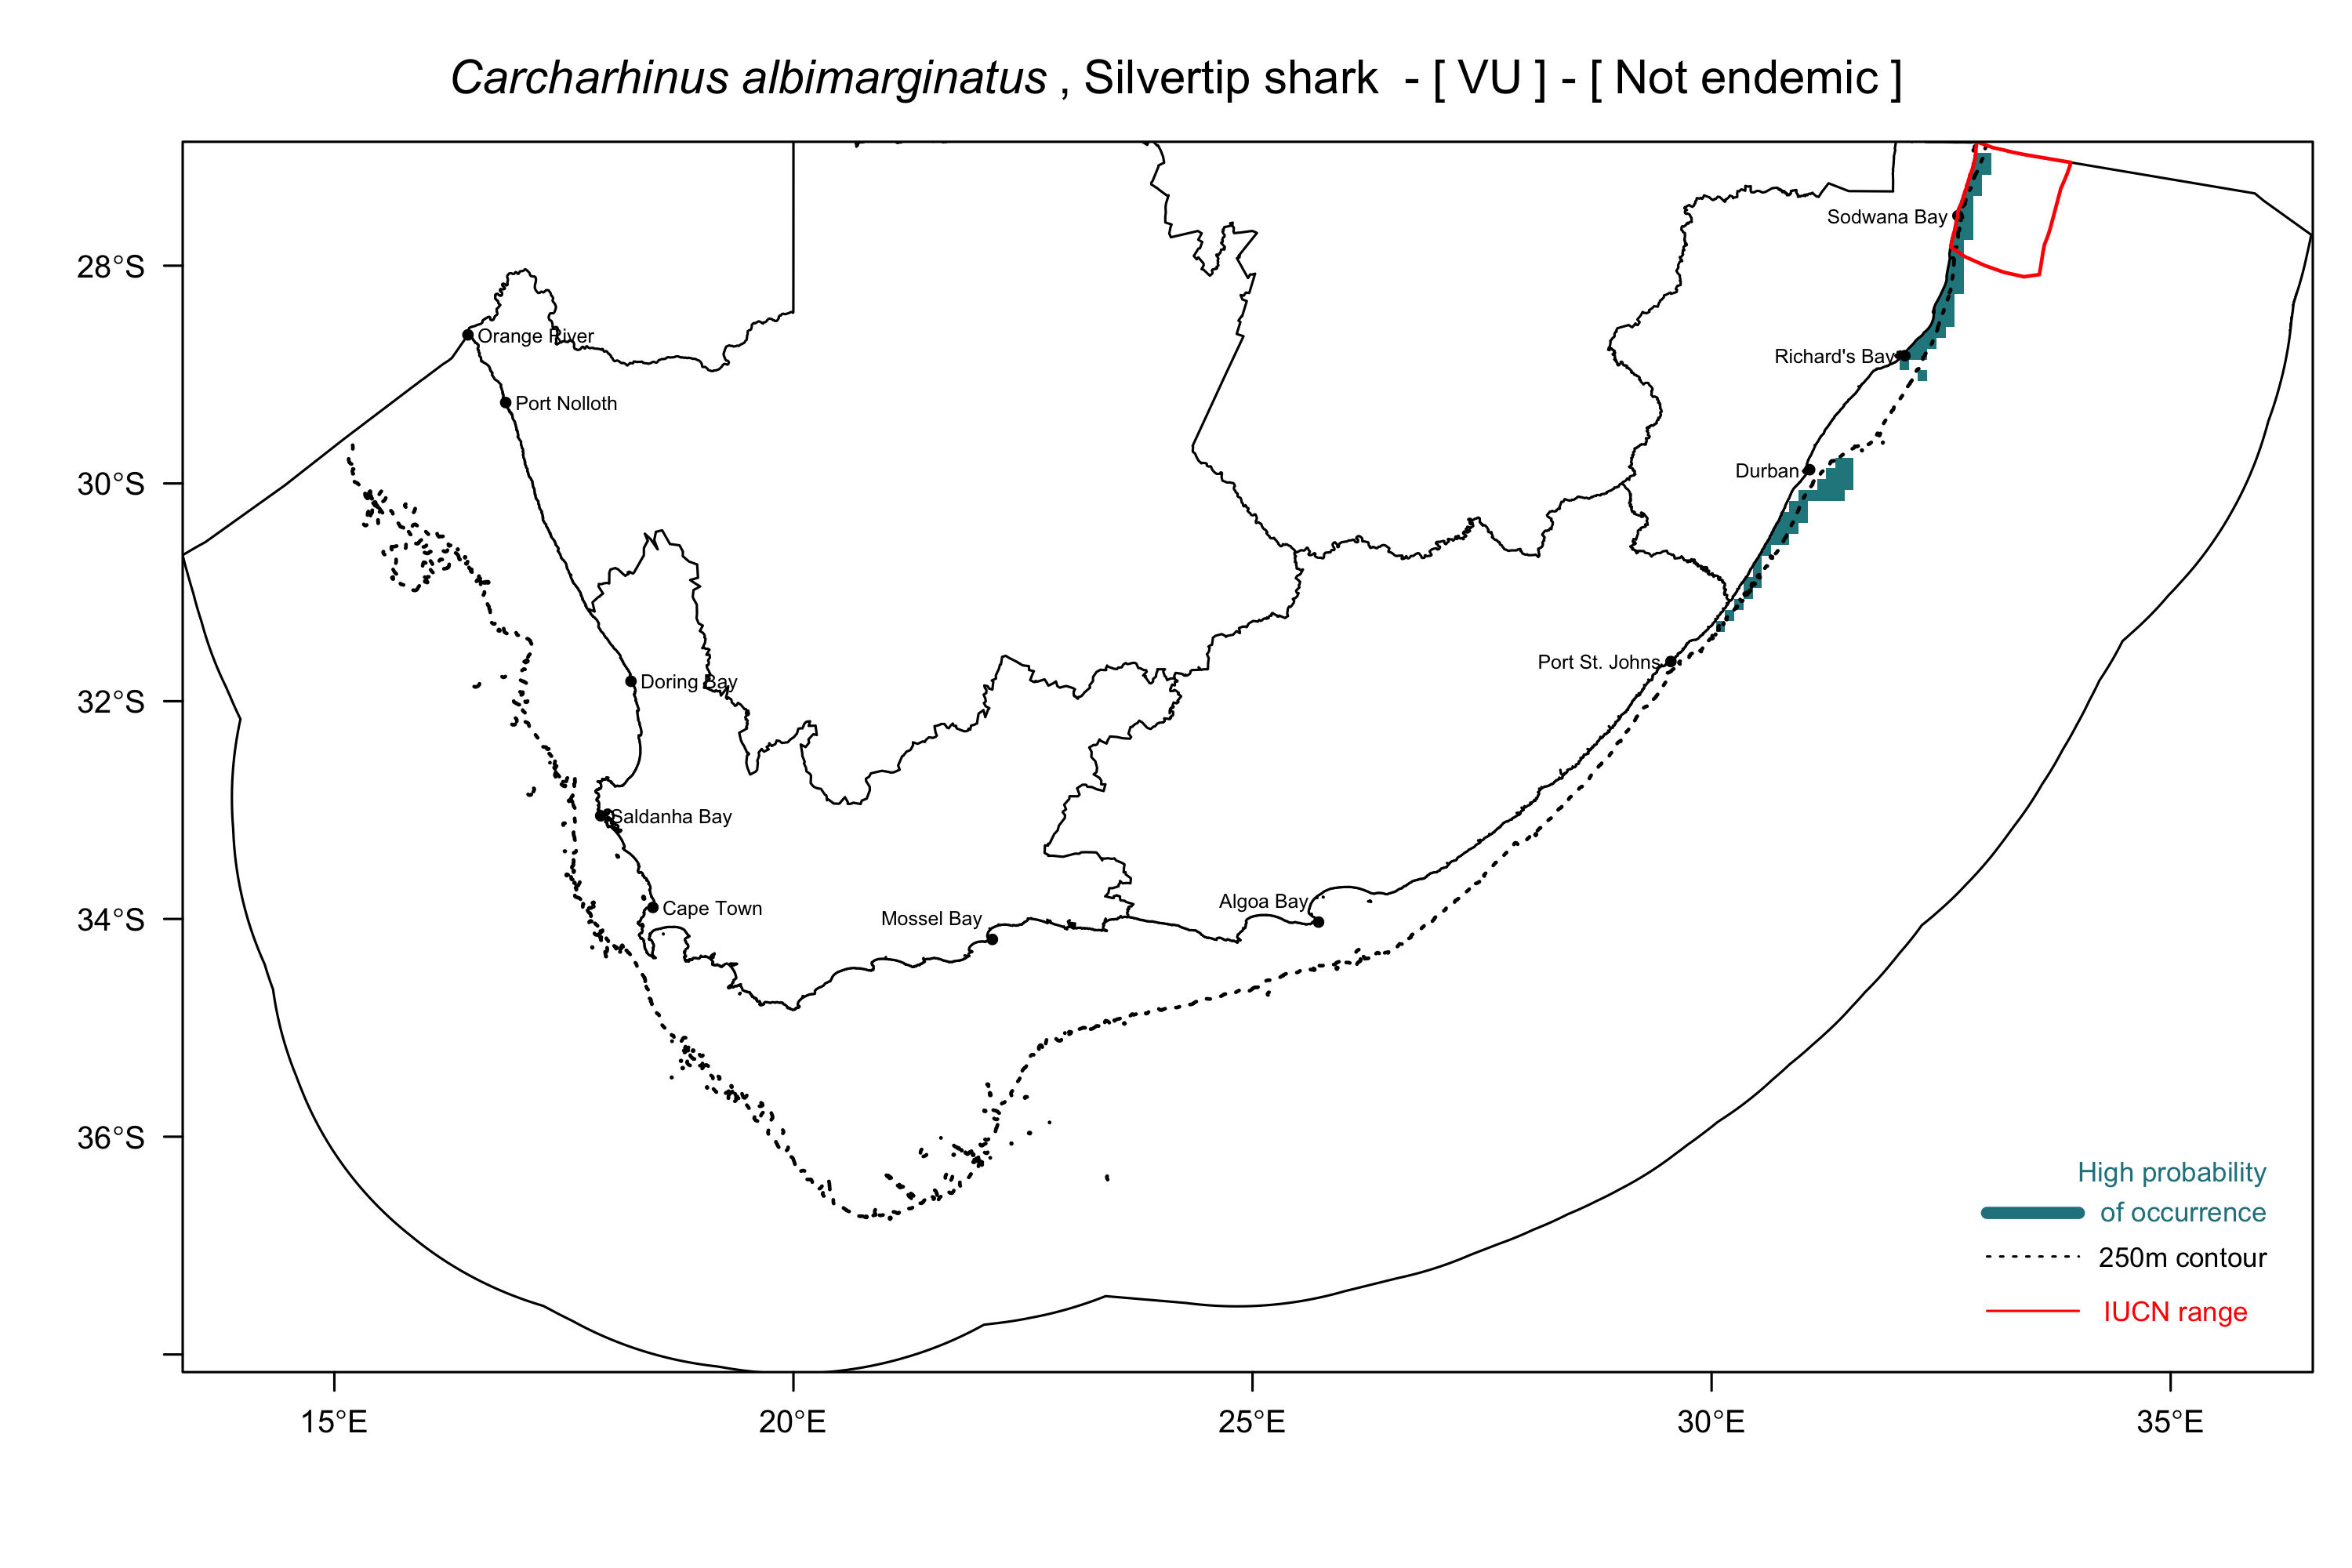 Carcharhinus albimarginatus , Silvertip shark - [ VU ] - [ Not endemic ]
Sodwana Bay
28°S
Orange River
Richard's Bay
Port Nolloth
Durban
30°S
Port St. Johns
Doring Bay
32°S
Saldanha Bay
Algoa Bay
Cape Town
Mossel Bay
34°S
36°S
High probability
of occurrence
250m contour
IUCN range
15°E
20°E
25°E
30°E
35°E